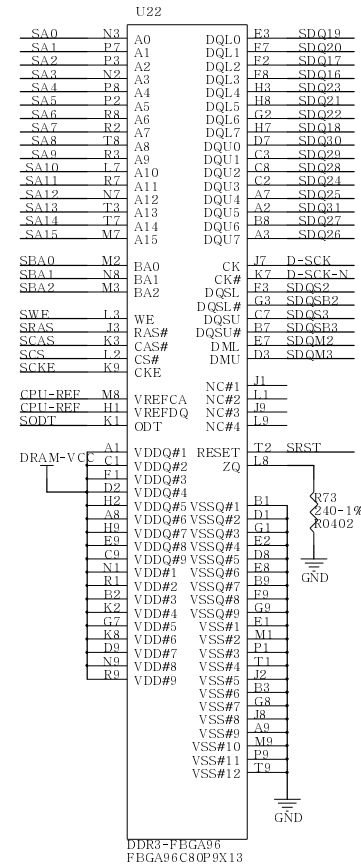 U22
SA0 N3 A0 DQL0 E3 SDQ19
SA1 P7 A1 DQL1 F7 SDQ20
SA2 P3 A2 DQL2 F2 SDQ17
SA3 N2 A3 DQL3 F8 SDQ16
SA4 P8 A4 DQL4 H3 SDQ23
SA5 P2 A5 DQL5 H8 SDQ21
SA6 R8 A6 DQL6 G2 SDQ22
SA7 R2 A7 DQL7 H7 SDQ18
SA8 T8 A8 DQU0 D7 SDQ30
SA9 R3 A9 DQU1 C3 SDQ29
SA10 L7 A10 DQU2 C8 SDQ28
SA11 R7 A11 DQU3 C2 SDQ24
SA12 N7 A12 DQU4 A7 SDQ25
SA13 T3 A13 DQU5 A2 SDQ31
SA14 T7 A14 DQU6 B8 SDQ27
SA15 M7 A15 DQU7 A3 SDQ26
SBA0 M2 BA0 CK J7 D-SCK
SBA1 N8 BA1 CK# K7 D-SCK-N
SBA2 M3 BA2 DQSL F3 SDQS2
DQSL# G3 SDQSB2
SWE L3 WE DQSU C7 SDQS3
SRAS J3 RAS# DQSU# B7 SDQSB3
SCAS K3 CAS# DML E7 SDQM2
SCS L2 CS# DMU D3 SDQM3
SCKE K9 CKE
NC#1 J1
CPU-REF M8 VREFCA NC#2 L1
CPU-REF H1 VREFDQ NC#3 J9
SODT K1 ODT NC#4 L9
A1 VDDQ#1 RESET T2 SRST
DRAM-VCC C1 VDDQ#2 ZQ L8
F1 VDDQ#3
D2 VDDQ#4
H2 VDDQ#5 VSSQ#1 B1 R73
A8 VDDQ#6 VSSQ#2 D1 240-1%
H9 VDDQ#7 VSSQ#3 G1 R0402
E9 VDDQ#8 VSSQ#4 E2
C9 VDDQ#9 VSSQ#5 D8
N1 VDD#1 VSSQ#6 E8 GND
R1 VDD#2 VSSQ#7 B9
B2 VDD#3 VSSQ#8 F9
K2 VDD#4 VSSQ#9 G9
G7 VDD#5 VSS#1 E1
K8 VDD#6 VSS#2 M1
D9 VDD#7 VSS#3 P1
N9 VDD#8 VSS#4 T1
R9 VDD#9 VSS#5 J2
VSS#6 B3
VSS#7 G8
VSS#8 J8
VSS#9 A9
VSS#10 M9
VSS#11 P9
VSS#12 T9
GND
DDR3-FBGA96
FBGA96C80P9X13